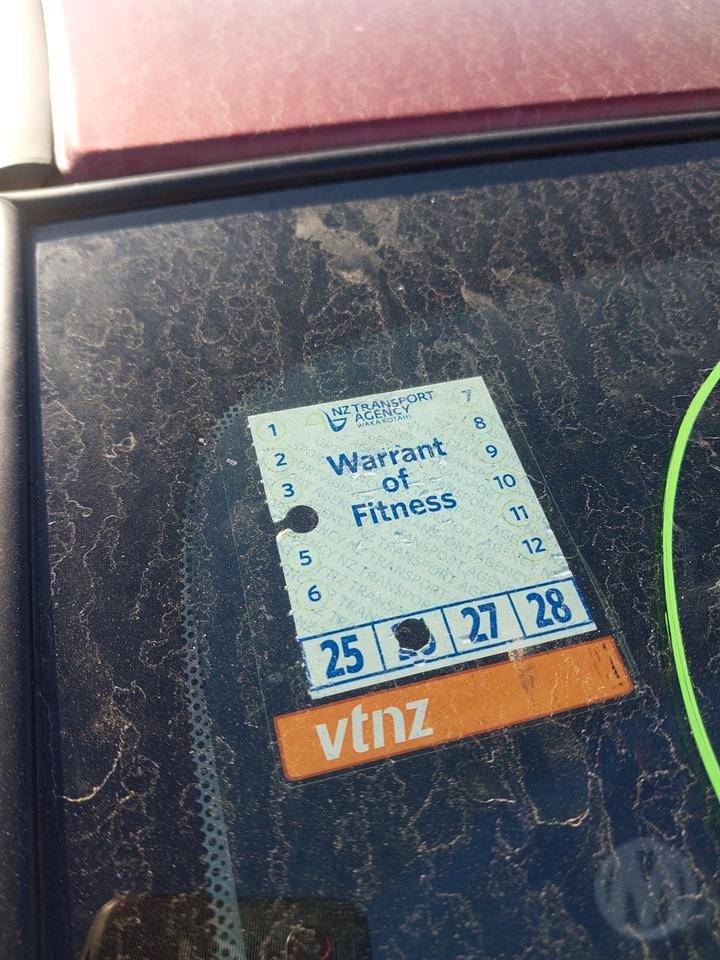 NZ TRANSPORT
AGENCY
WAKA KOTAHI
Warrant
of
Fitness
1
2
3
5
6
7
8
9
10
11
12
25 27 28
vtnz